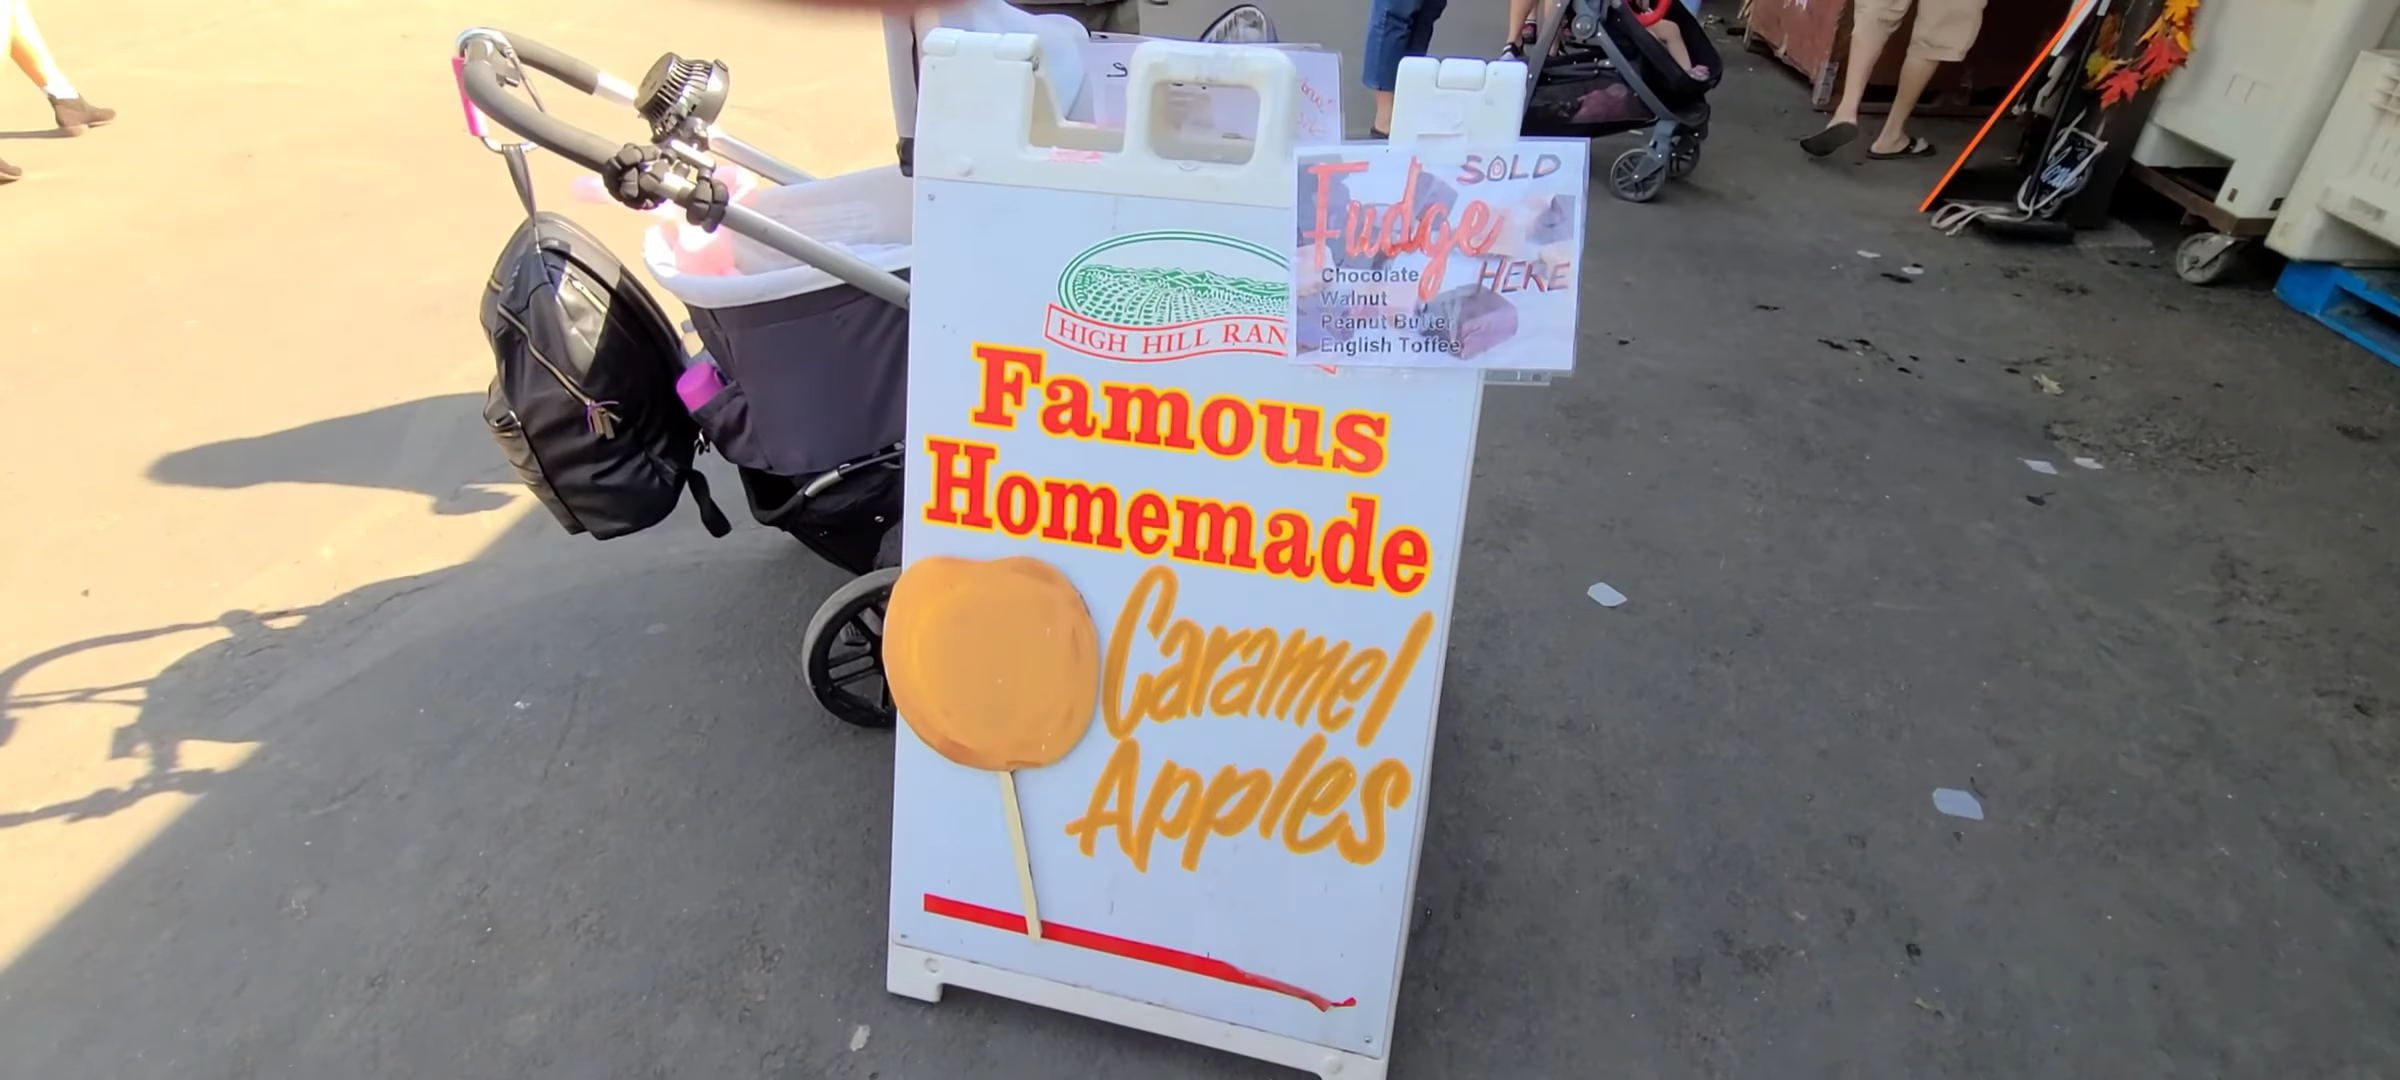 SOLD
Fudge
HERE
Chocolate
Walnut
Peanut Butter
English Toffee
HIGH HILL RAN
Famous
Homemade
Caramel
Apples